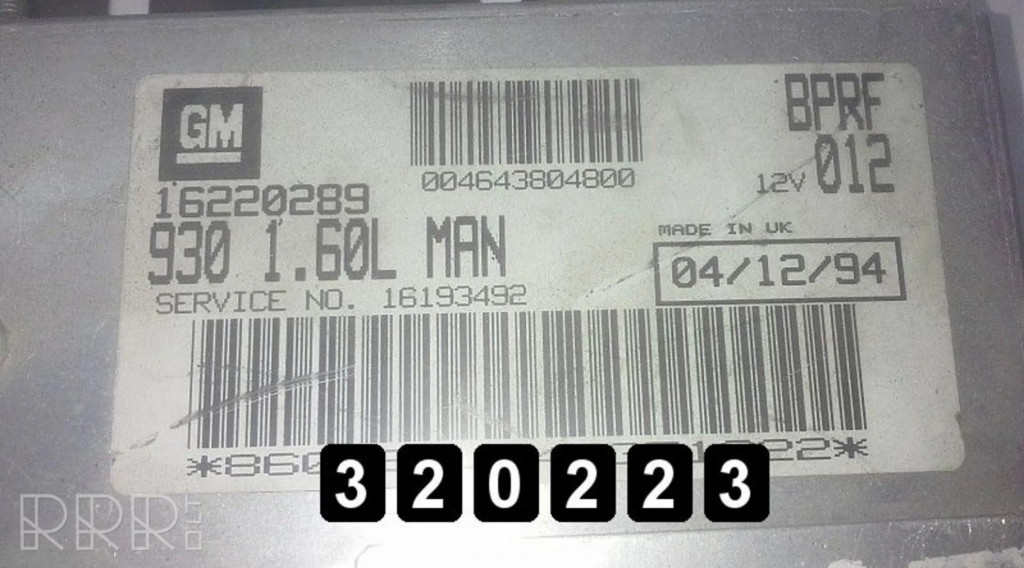 GM
004643804800
BPRF
012
12V
16220289
930 1.60L MAN
MADE IN UK
04/12/94
SERVICE NO. 16193492
320223
RRR.LT